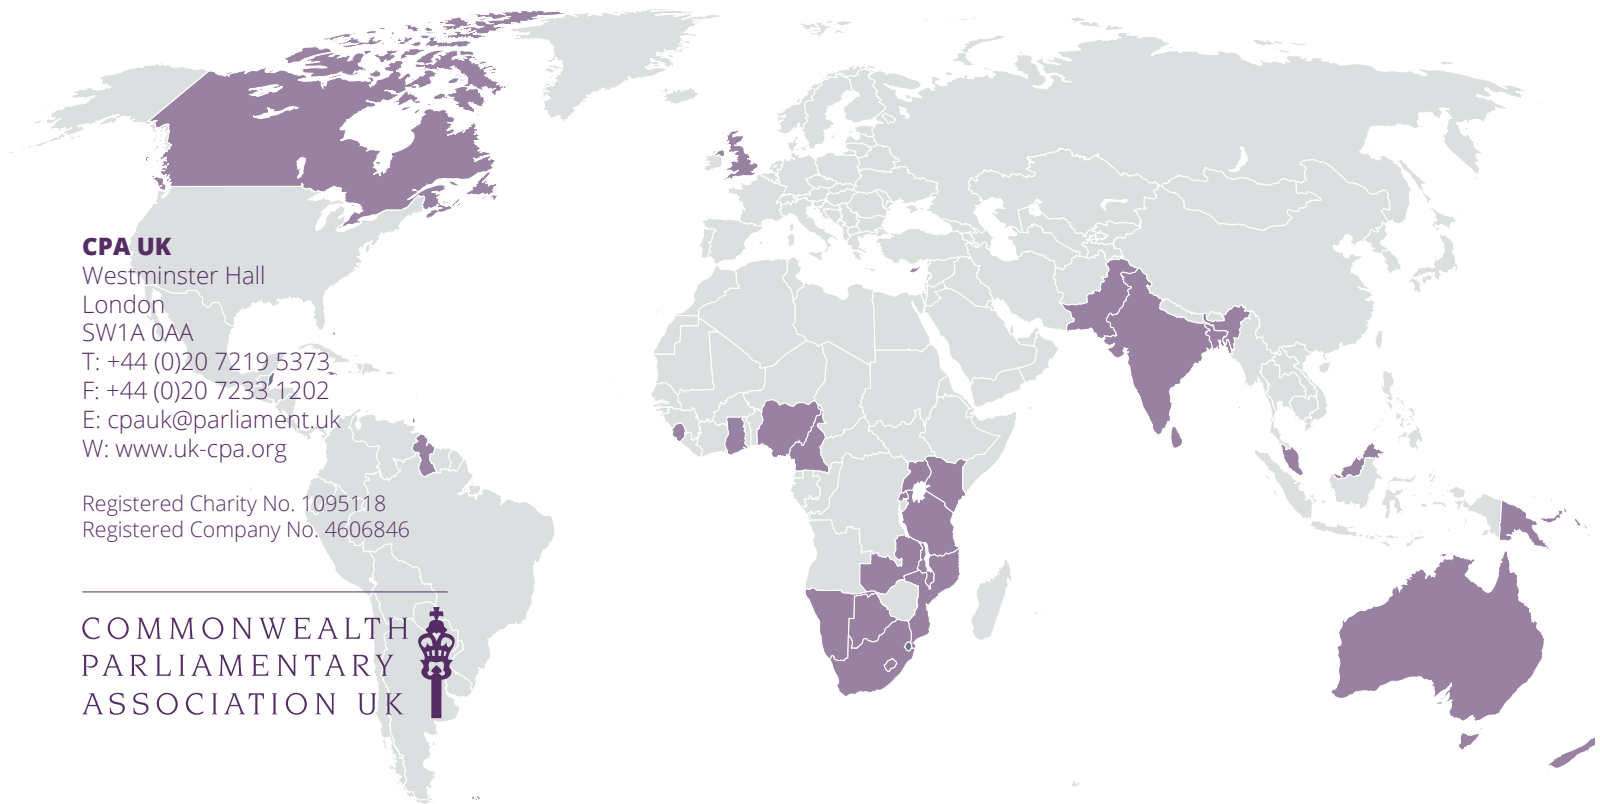 CPA UK
Westminster Hall
London
SW1A 0AA
T: +44 (0)20 7219 5373
F: +44 (0)20 7233 1202
E: cpauk@parliament.uk
W: www.uk-cpa.org
Registered Charity No. 1095118
Registered Company No. 4606846
COMMONWEALTH
PARLIAMENTARY
ASSOCIATION UK